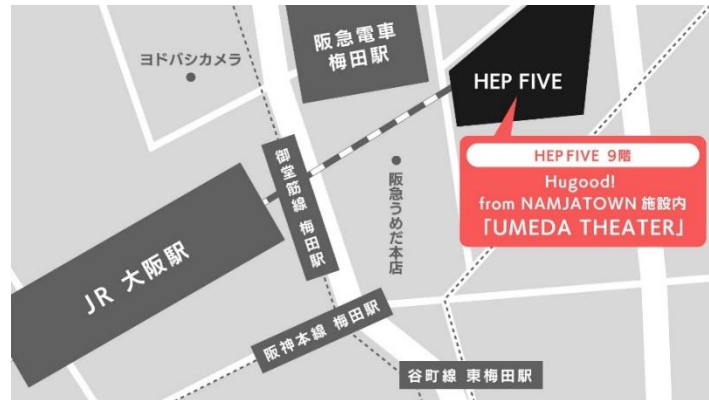 阪急電車
梅田駅
ヨドバシカメラ
HEP FIVE
HEP FIVE 9階
Hugood!
from NAMJATOWN 施設内
「UMEDA THEATER」
御堂筋線 梅田駅
阪急うめだ本店
JR 大阪駅
阪神本線 梅田駅
谷町線 東梅田駅